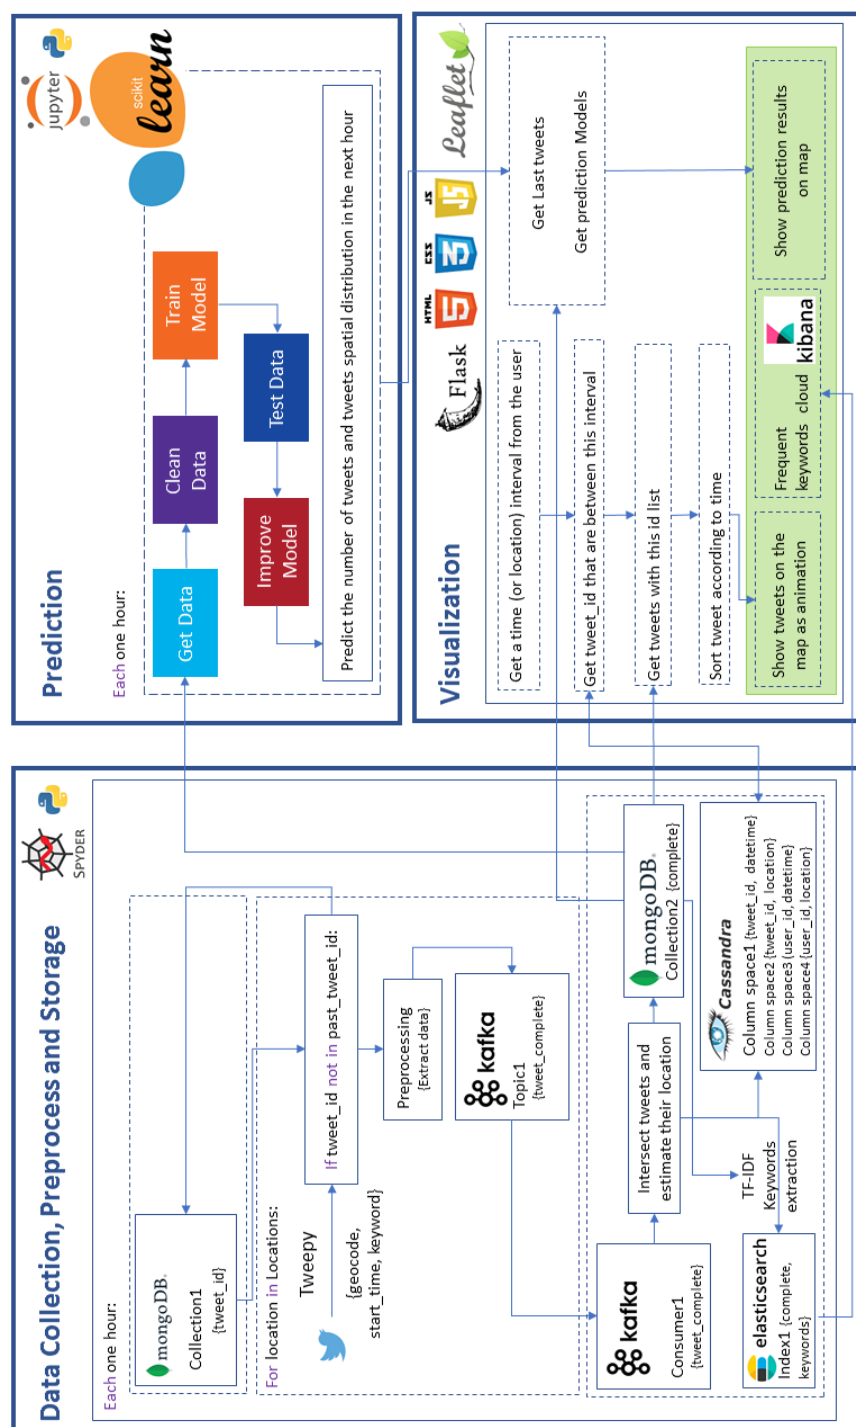 Data Collection, Preprocess and Storage
SPYDER
Each one hour:
mongoDB®
Collection1
{tweet_id}
For location in Locations:
Tweepy
{geocode,
start_time, keyword}
If tweet_id not in past_tweet_id:
Preprocessing
{Extract data}
kafka
Topic1
{tweet_complete}
kafka
Consumer1
{tweet_complete}
Intersect tweets and
estimate their location
mongoDB®
Collection2 {complete}
TF-IDF
Keywords
extraction
elasticsearch
Index1 {complete,
keywords}
Cassandra
Column space1 {tweet_id, datetime}
Column space2 {tweet_id, location}
Column space3 (user_id, datetime}
Column space4 {user_id, location}
Prediction
jupyter
scikit
learn
Each one hour:
Get Data
Clean
Data
Train
Model
Test Data
Improve
Model
Predict the number of tweets and tweets spatial distribution in the next hour
Visualization
Flask
HTML
5
CSS
3
JS
JS
Leaflet
Get a time (or location) interval from the user
Get tweet_id that are between this interval
Get tweets with this id list
Sort tweet according to time
Get Last tweets
Get prediction Models
Show tweets on the
map as animation
Frequent
keywords cloud
kibana
Show prediction results
on map